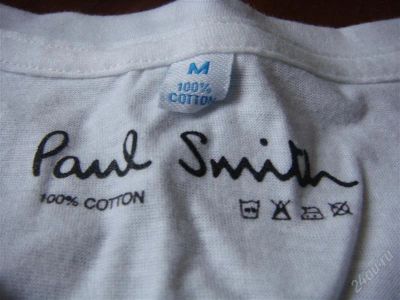 M
100%
COTTON
Paul Smith
100% COTTON
24au.ru